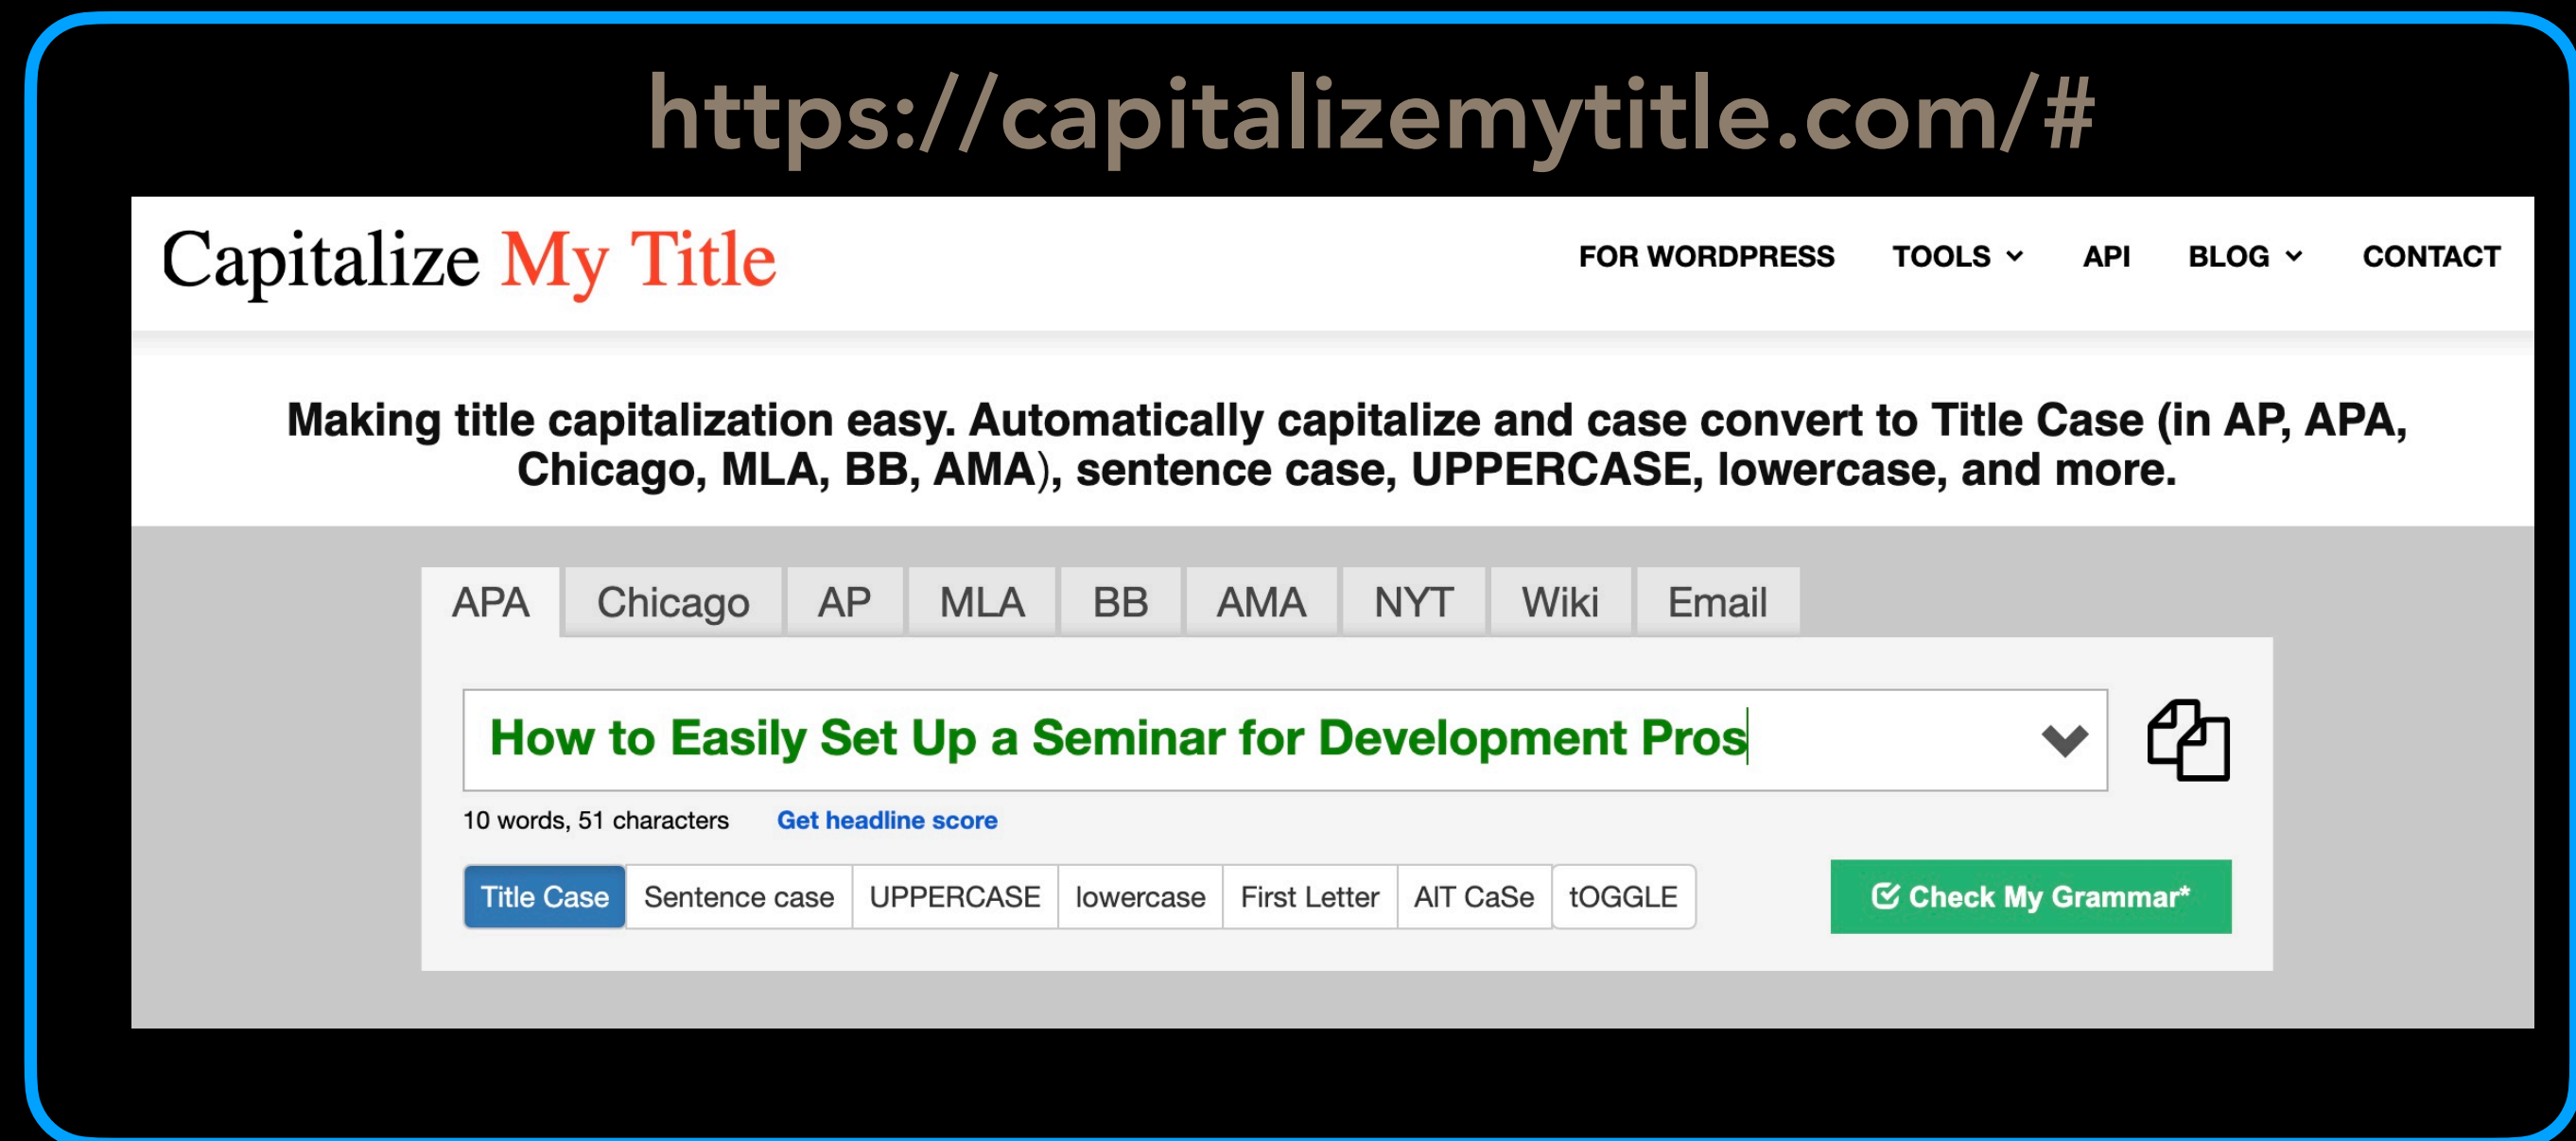 https://capitalizemytitle.com/#
Capitalize My Title
FOR WORDPRESS TOOLS API BLOG CONTACT
Making title capitalization easy. Automatically capitalize and case convert to Title Case (in AP, APA,
Chicago, MLA, BB, AMA), sentence case, UPPERCASE, lowercase, and more.
APA Chicago AP MLA BB AMA NYT Wiki Email
How to Easily Set Up a Seminar for Development Pros
10 words, 51 characters Get headline score
Title Case Sentence case UPPERCASE lowercase First Letter AlT CaSe tOGGLE Check My Grammar*